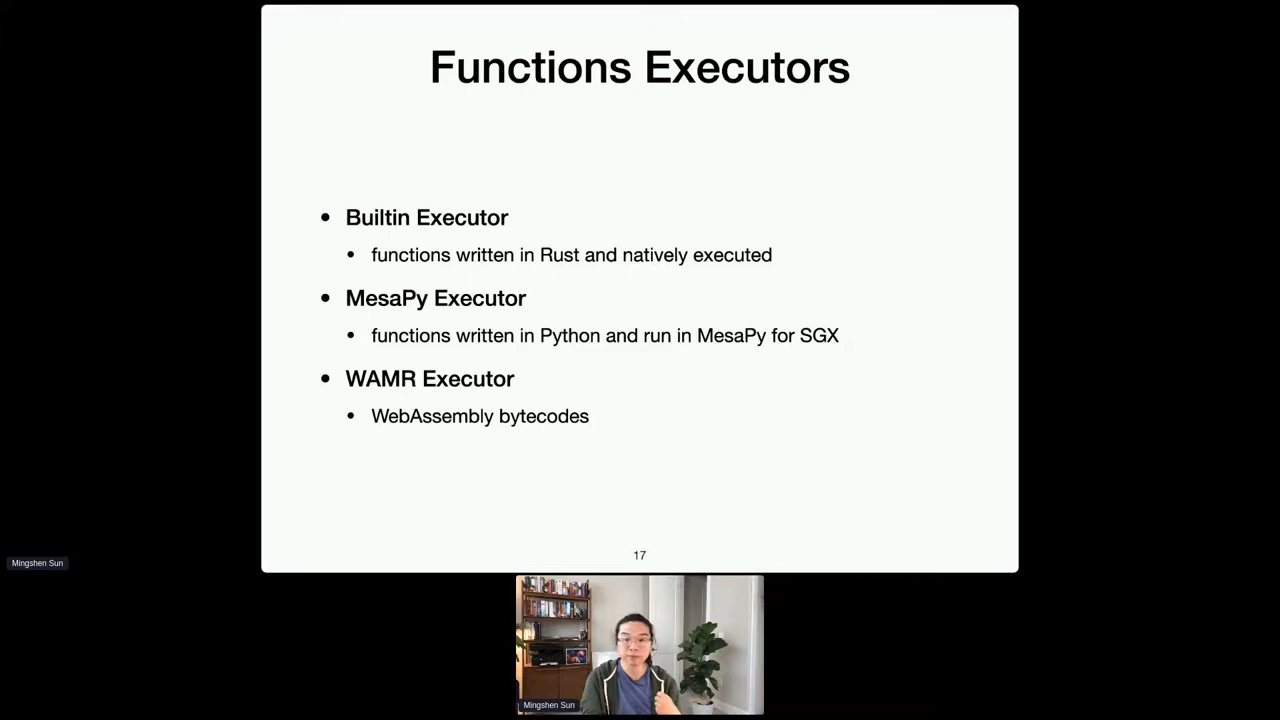 Functions Executors
• Builtin Executor
• functions written in Rust and natively executed
• MesaPy Executor
• functions written in Python and run in MesaPy for SGX
• WAMR Executor
• WebAssembly bytecodes
17
Mingshen Sun
Mingshen Sun